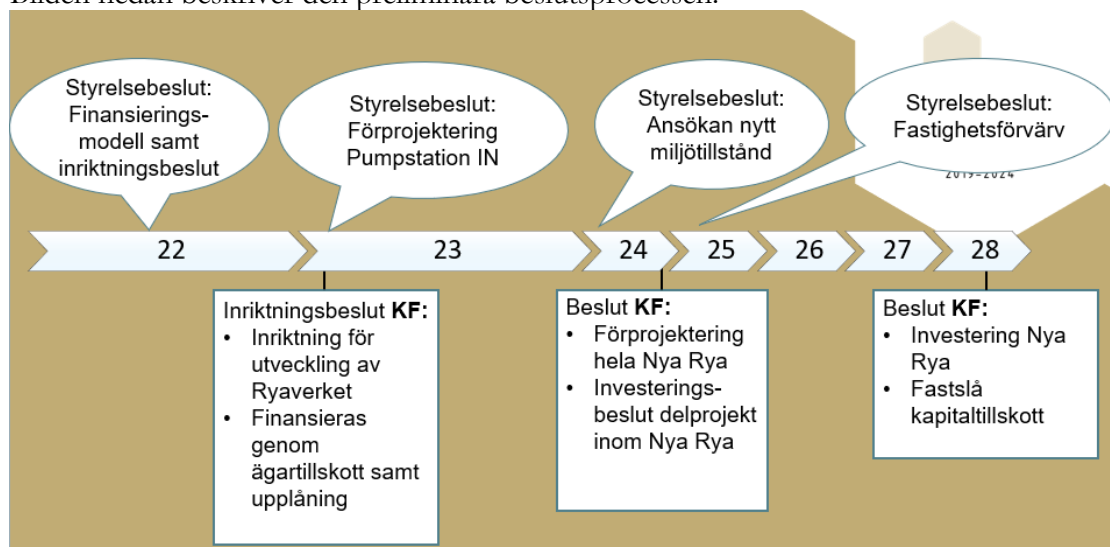 Bilden nedan beskriver den preliminära beslutsprocessen.
Styrelsebeslut:
Finansierings-
modell samt
inriktningsbeslut
Styrelsebeslut:
Förprojektering
Pumpstation IN
Styrelsebeslut:
Ansökan nytt
miljötillstånd
Styrelsebeslut:
Fastighetsförvärv
2019–2024
22
23
24
25
26
27
28
Inriktningsbeslut KF:
• Inriktning för
utveckling av
Ryaverket
• Finansieras
genom
ägartillskott samt
upplåning
Beslut KF:
• Förprojektering
hela Nya Rya
• Investerings-
beslut delprojekt
inom Nya Rya
Beslut KF:
• Investering Nya
Rya
• Fastslå
kapitaltillskott